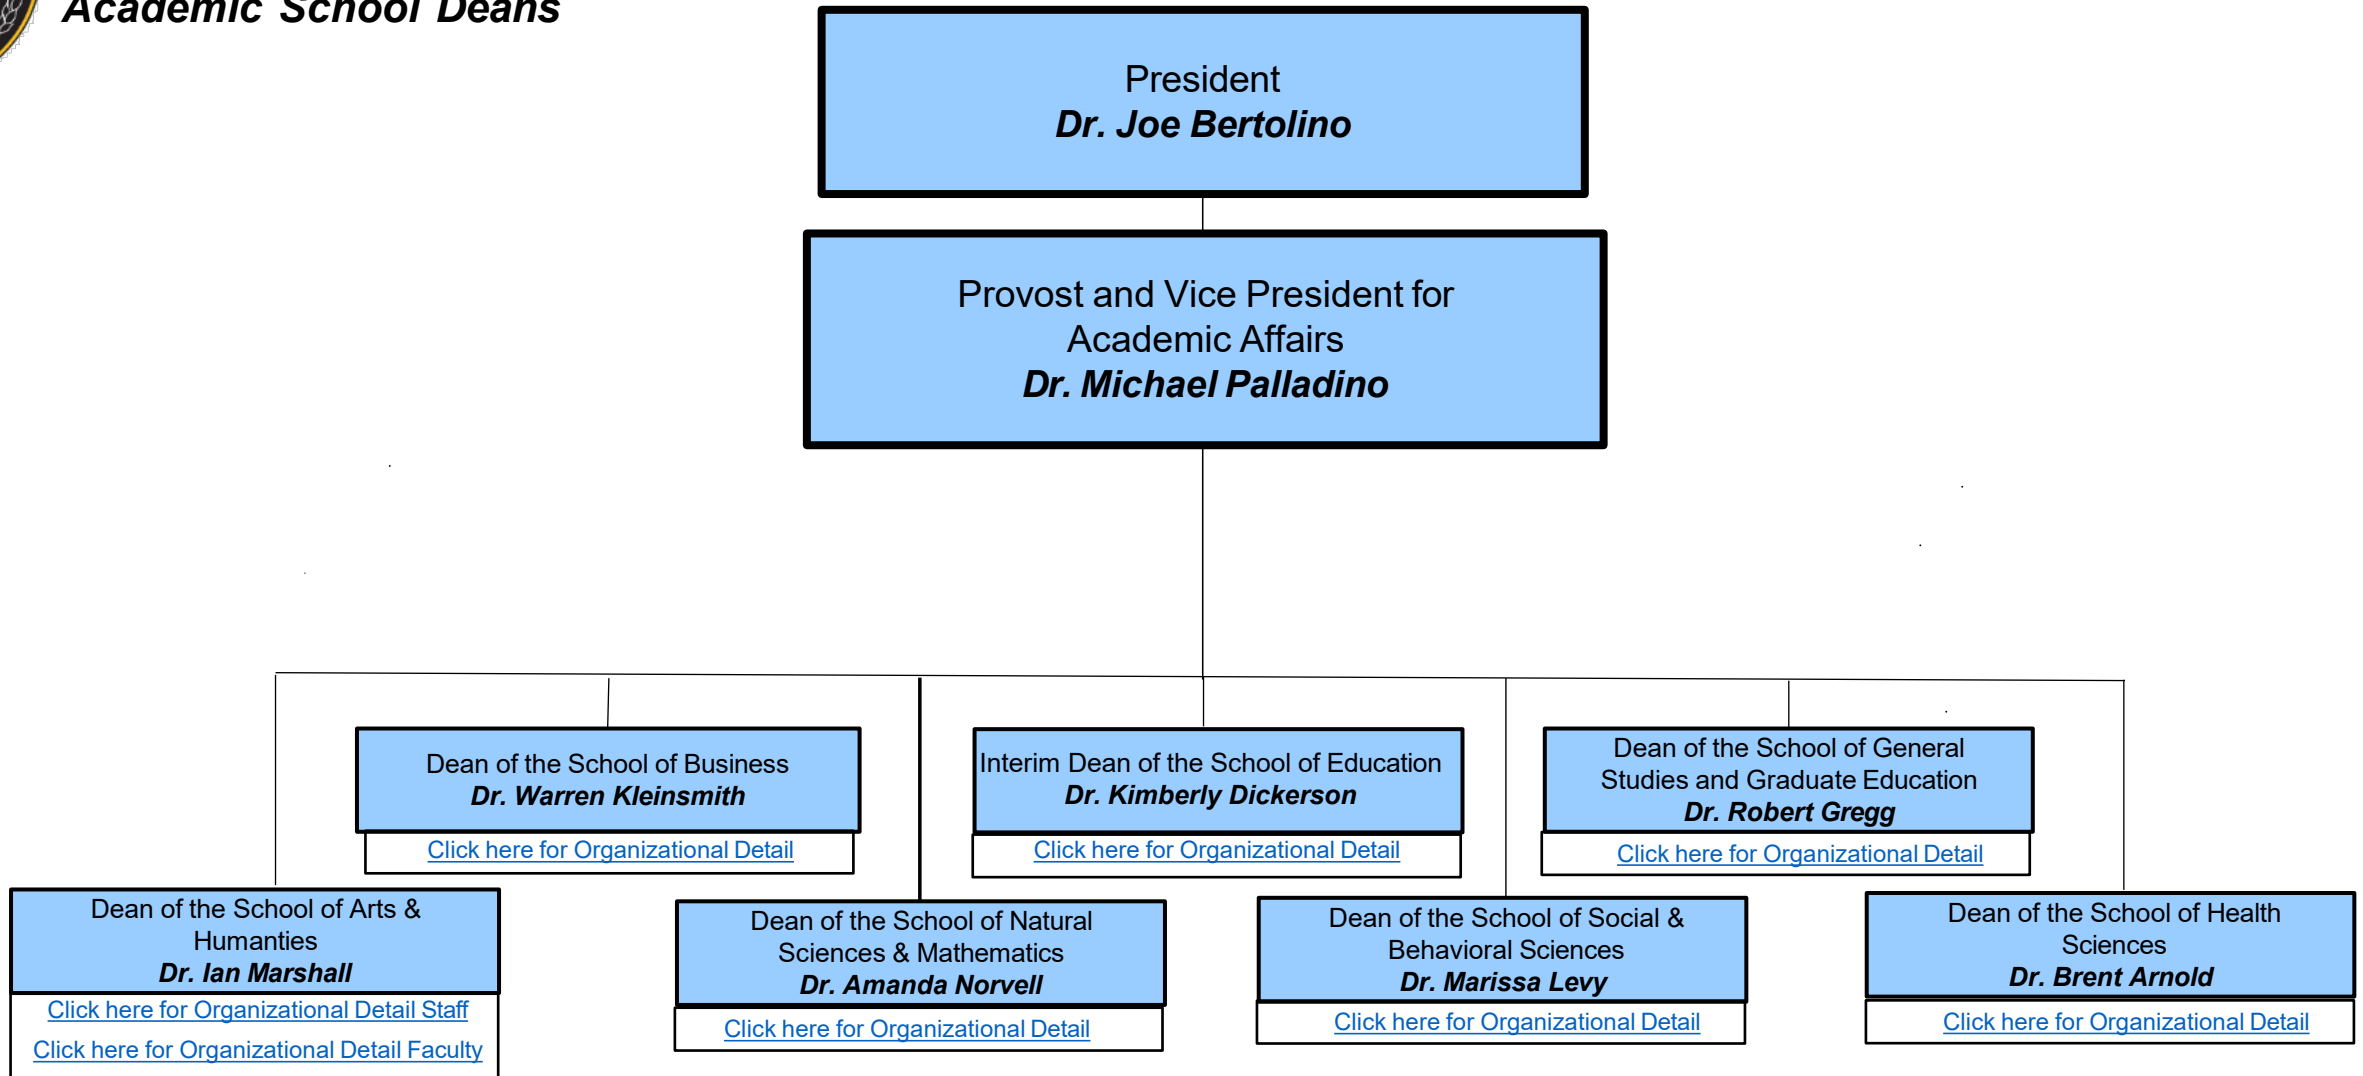 Academic School Deans
President
Dr. Joe Bertolino
Provost and Vice President for
Academic Affairs
Dr. Michael Palladino
Dean of the School of Business
Dr. Warren Kleinsmith
Click here for Organizational Detail
Interim Dean of the School of Education
Dr. Kimberly Dickerson
Click here for Organizational Detail
Dean of the School of General
Studies and Graduate Education
Dr. Robert Gregg
Click here for Organizational Detail
Dean of the School of Arts &
Humanties
Dr. Ian Marshall
Click here for Organizational Detail Staff
Click here for Organizational Detail Faculty
Dean of the School of Natural
Sciences & Mathematics
Dr. Amanda Norvell
Click here for Organizational Detail
Dean of the School of Social &
Behavioral Sciences
Dr. Marissa Levy
Click here for Organizational Detail
Dean of the School of Health
Sciences
Dr. Brent Arnold
Click here for Organizational Detail